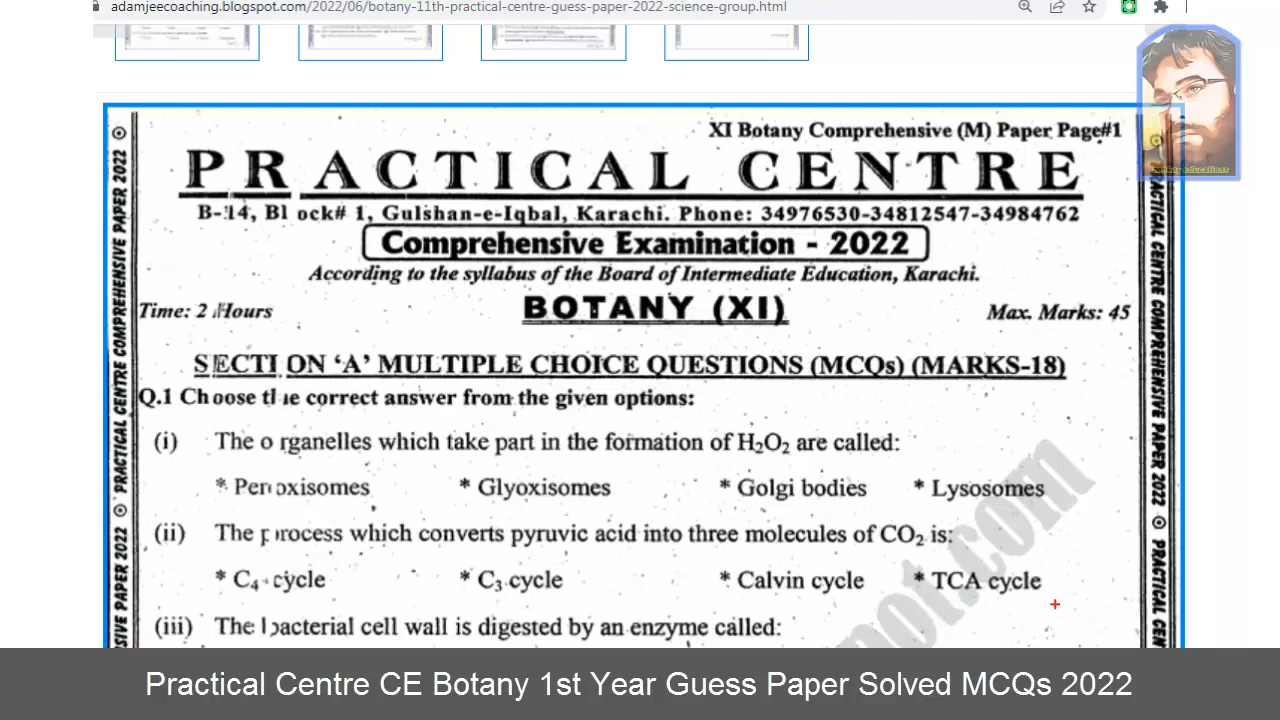 adamjeecoaching.blogspot.com/2022/06/botany-11th-practical-centre-guess-paper-2022-science-group.html
XI Botany Comprehensive (M) Paper Page#1
PRACTICAL CENTRE
B-14, Block# 1, Gulshan-e-Iqbal, Karachi. Phone: 34976530-34812547-34984762
Comprehensive Examination - 2022
According to the syllabus of the Board of Intermediate Education, Karachi.
Time: 2 Hours BOTANY (XI) Max. Marks: 45
SECTION ‘A’ MULTIPLE CHOICE QUESTIONS (MCQs) (MARKS-18)
Q.1 Choose the correct answer from the given options:
(i) The organelles which take part in the formation of H₂O₂ are called:
* Peroxisomes * Glyoxisomes * Golgi bodies * Lysosomes
(ii) The process which converts pyruvic acid into three molecules of CO₂ is:
* C₄ cycle * C₃ cycle * Calvin cycle * TCA cycle
(iii) The bacterial cell wall is digested by an enzyme called:
PRACTICAL CENTRE COMPREHENSIVE PAPER 2022
PRACTICAL CENTRE COMPREHENSIVE PAPER 2022
Practical Centre CE Botany 1st Year Guess Paper Solved MCQs 2022